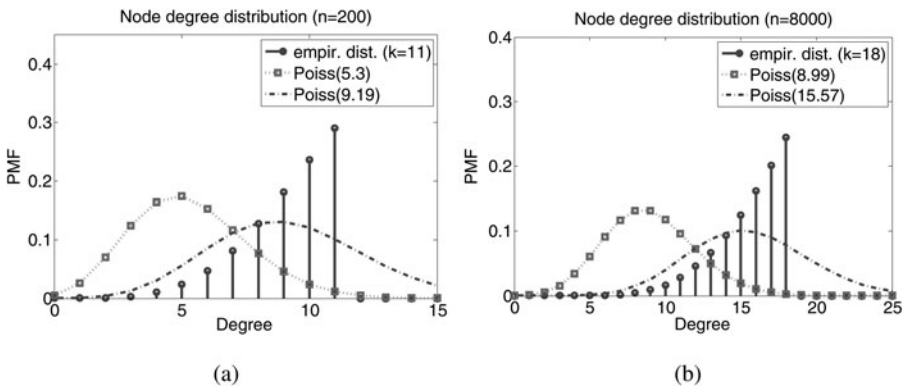 Node degree distribution (n=200)
0.4
0.3
0.2
0.1
0
PMF
empir. dist. (k=11)
Poiss(5.3)
Poiss(9.19)
0 5 10 15
Degree
(a)
Node degree distribution (n=8000)
0.4
0.3
0.2
0.1
0
PMF
empir. dist. (k=18)
Poiss(8.99)
Poiss(15.57)
0 5 10 15 20 25
Degree
(b)